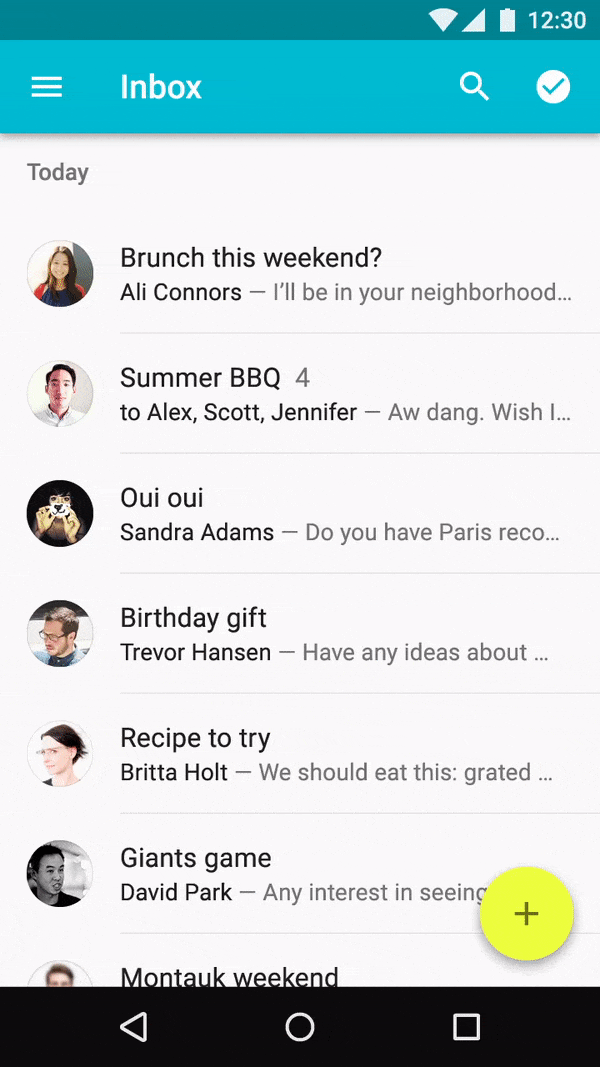 12:30
Inbox
Today
Brunch this weekend?
Ali Connors — I'll be in your neighborhood…
Summer BBQ 4
to Alex, Scott, Jennifer — Aw dang. Wish I…
Oui oui
Sandra Adams — Do you have Paris reco…
Birthday gift
Trevor Hansen — Have any ideas about …
Recipe to try
Britta Holt — We should eat this: grated …
Giants game
David Park — Any interest in seeing
Montauk weekend